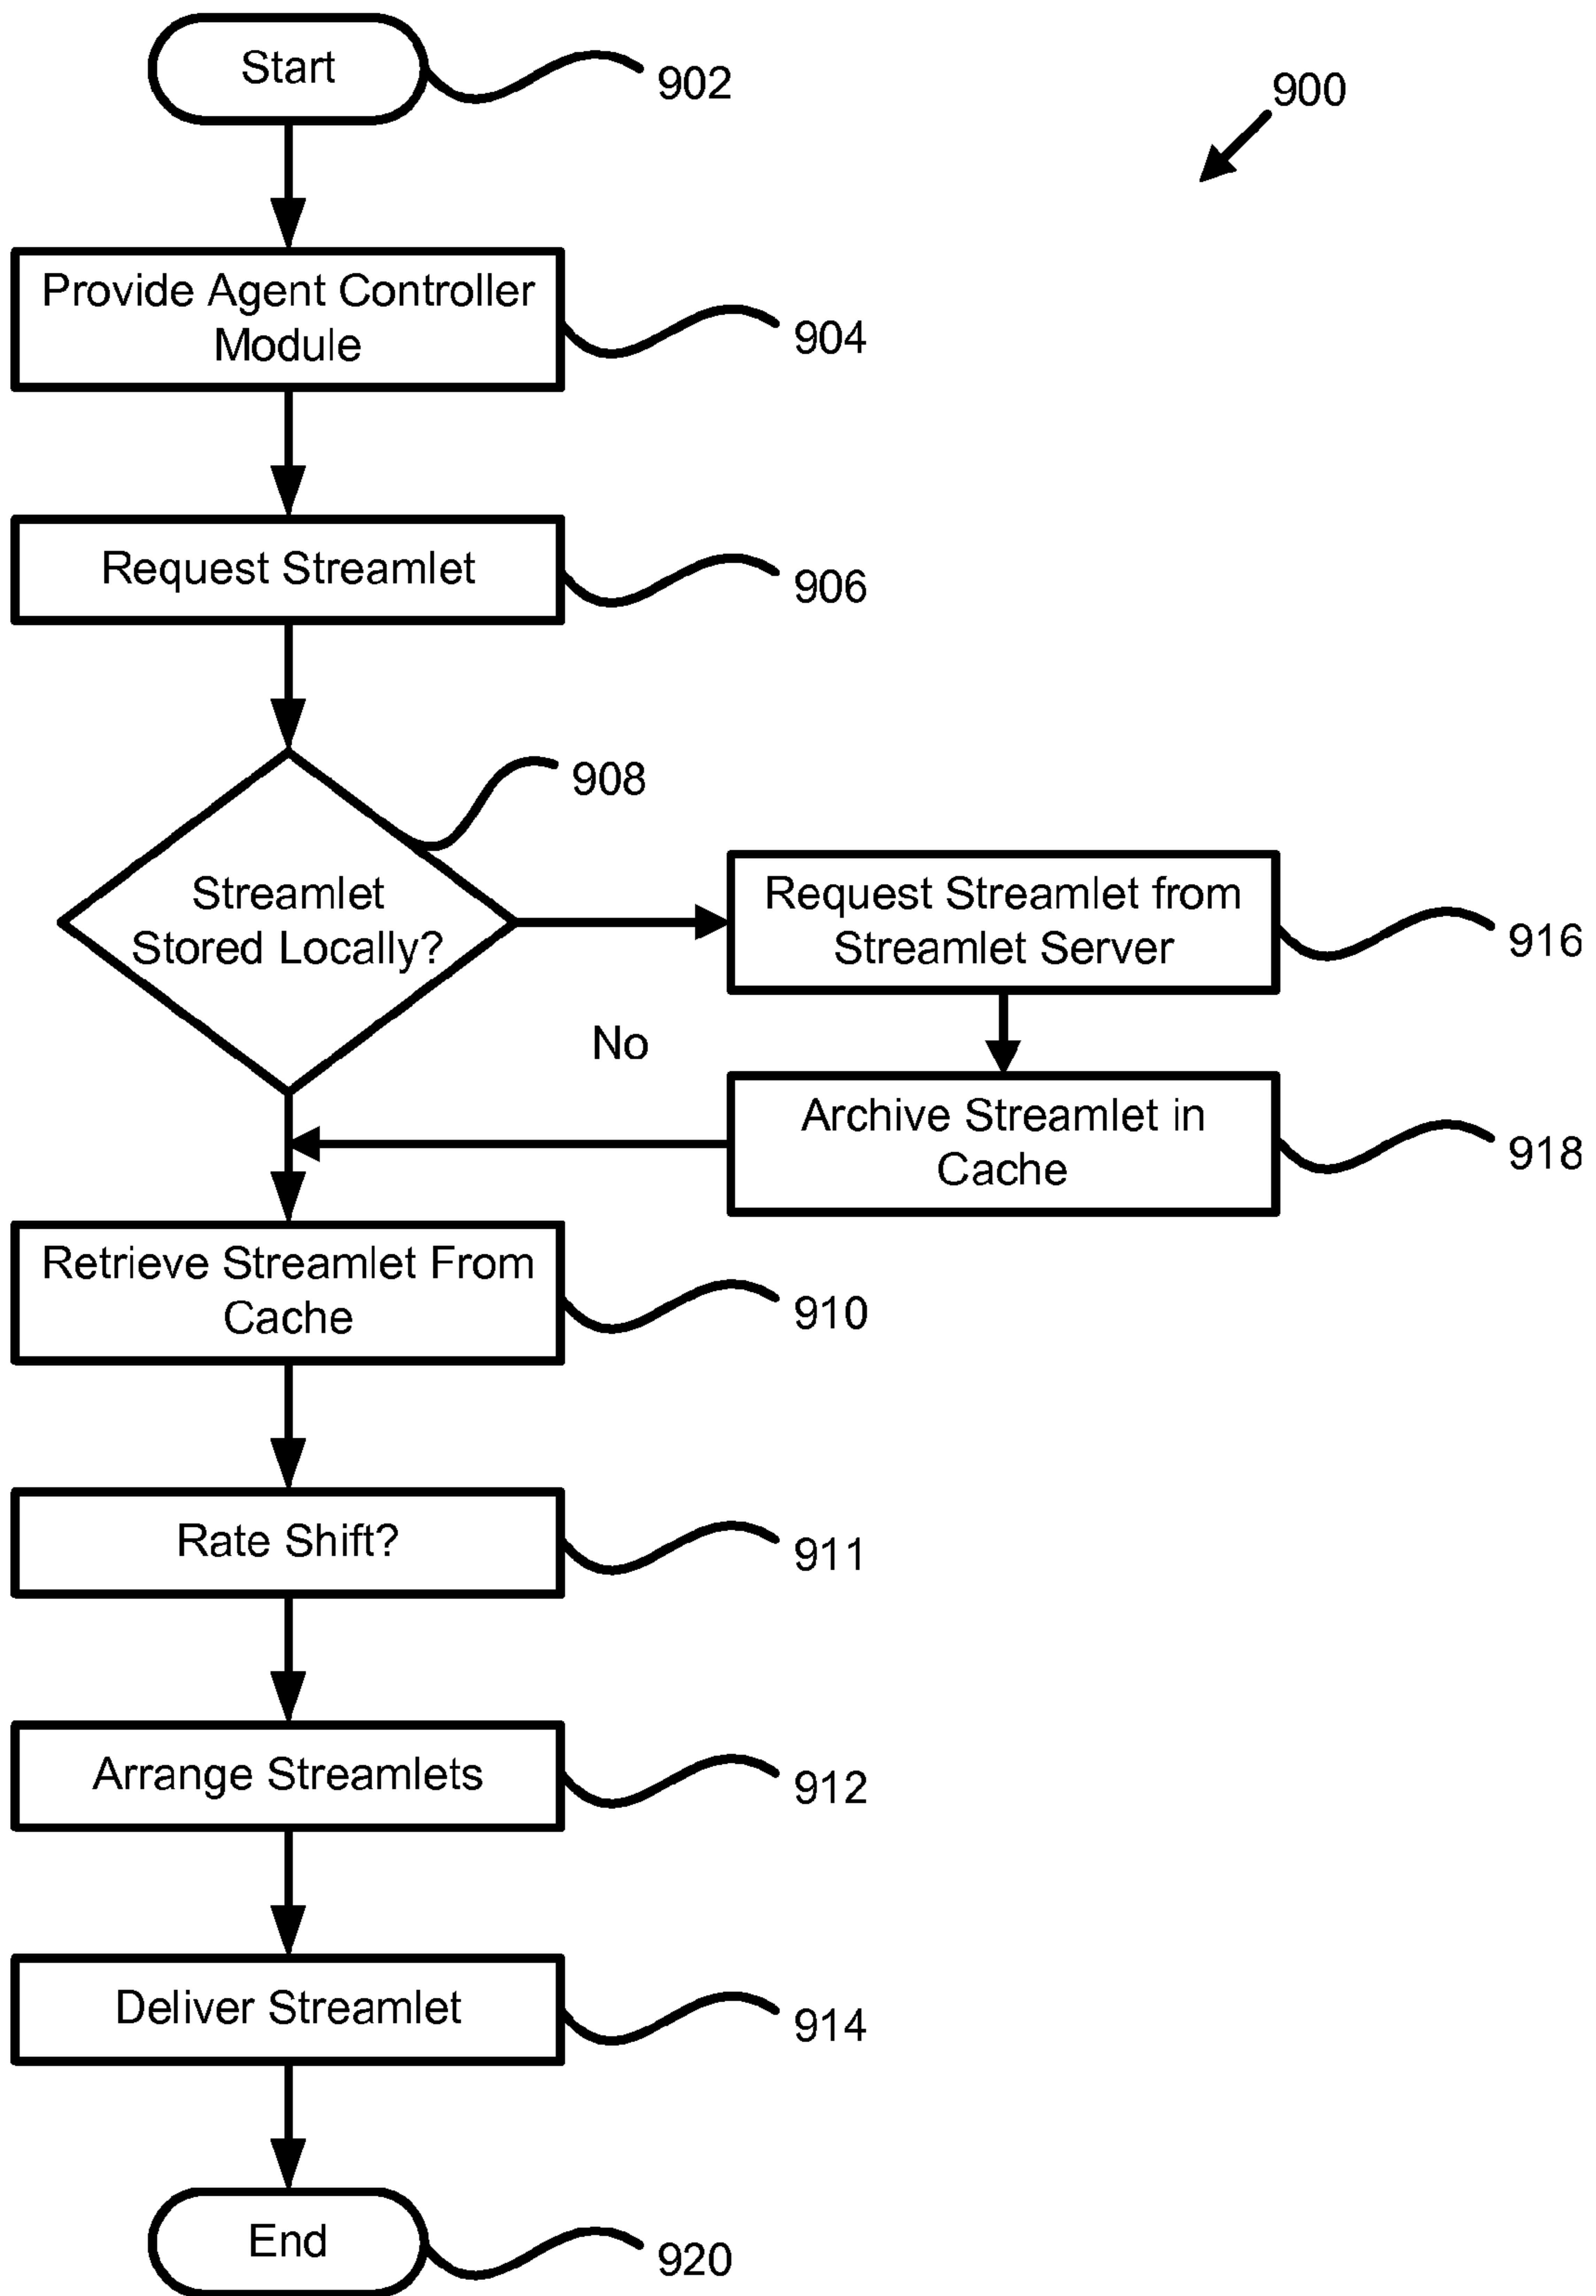 Start
902
900
Provide Agent Controller
Module
904
Request Streamlet
906
908
Streamlet
Stored Locally?
Request Streamlet from
Streamlet Server
916
No
Archive Streamlet in
Cache
918
Retrieve Streamlet From
Cache
910
Rate Shift?
911
Arrange Streamlets
912
Deliver Streamlet
914
End
920